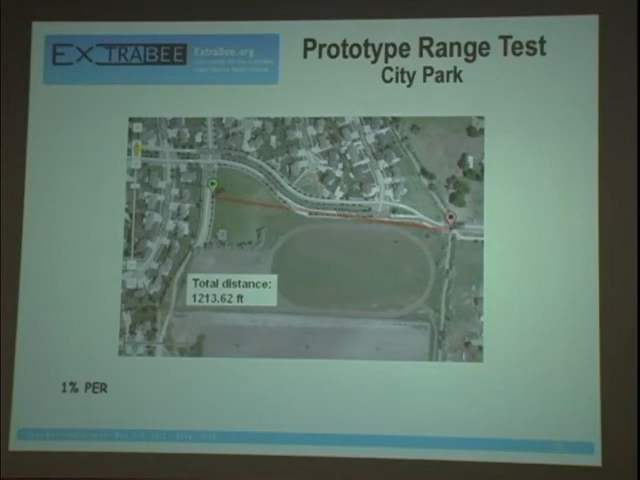 EXTRABEE
ExtraBee.org
Prototype Range Test
City Park
Total distance:
1213.62 ft
1% PER